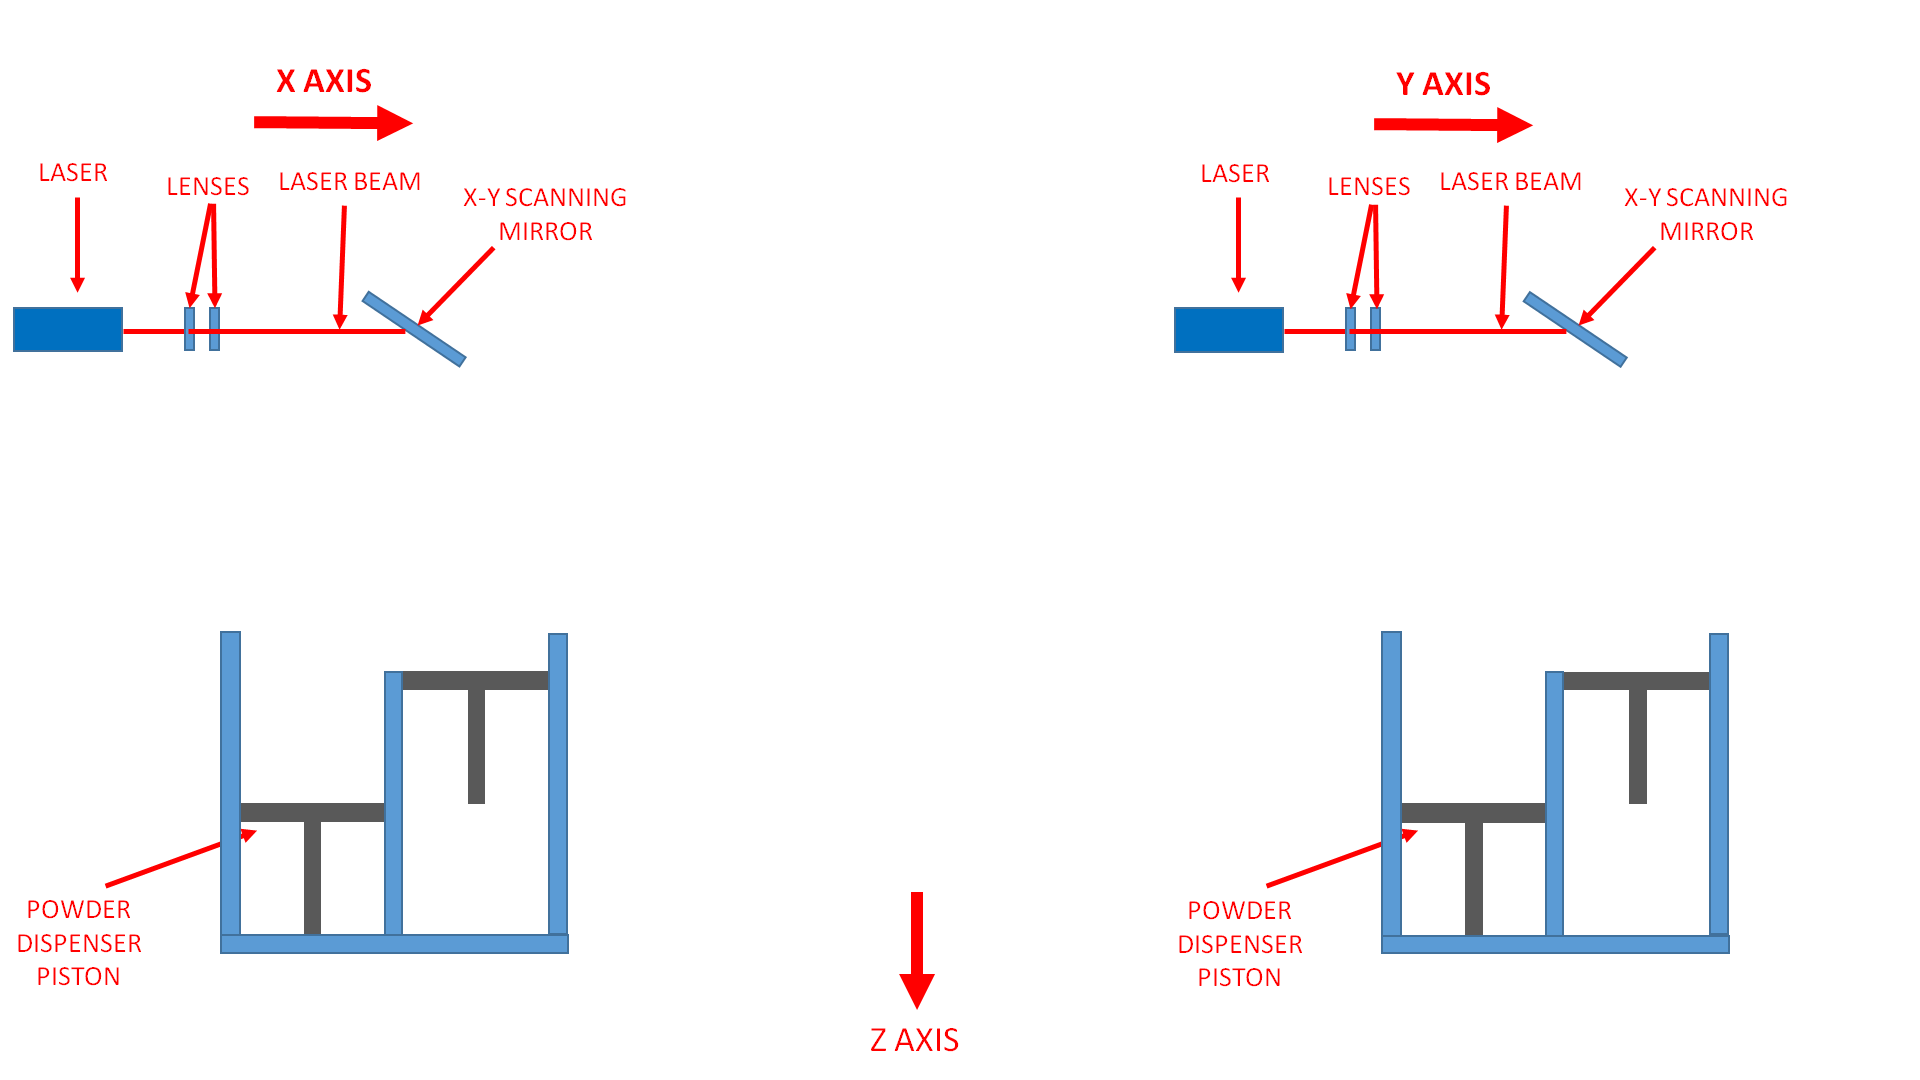 X AXIS
LASER
LENSES
LASER BEAM
X-Y SCANNING
MIRROR
POWDER
DISPENSER
PISTON
Z AXIS
Y AXIS
LASER
LENSES
LASER BEAM
X-Y SCANNING
MIRROR
POWDER
DISPENSER
PISTON